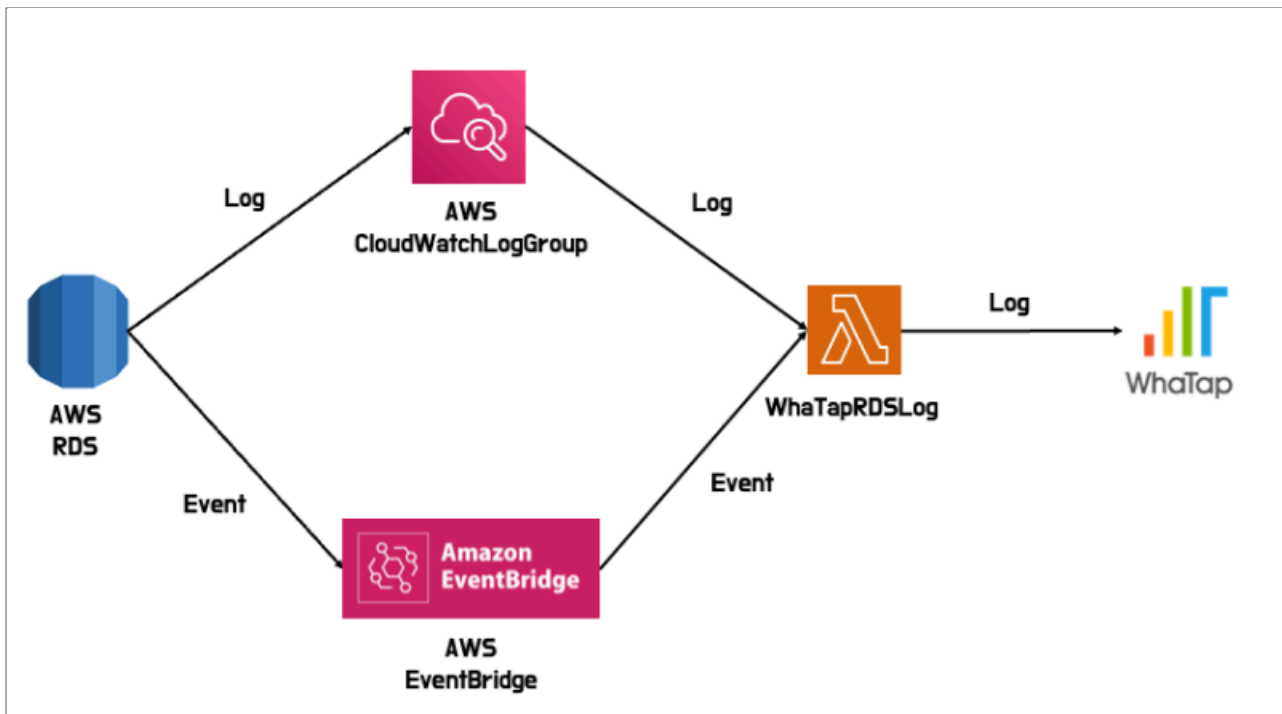 Log
AWS
CloudWatchLogGroup
Log
AWS
RDS
Log
WhaTap
WhaTapRDSLog
Event
Event
Amazon
EventBridge
AWS
EventBridge